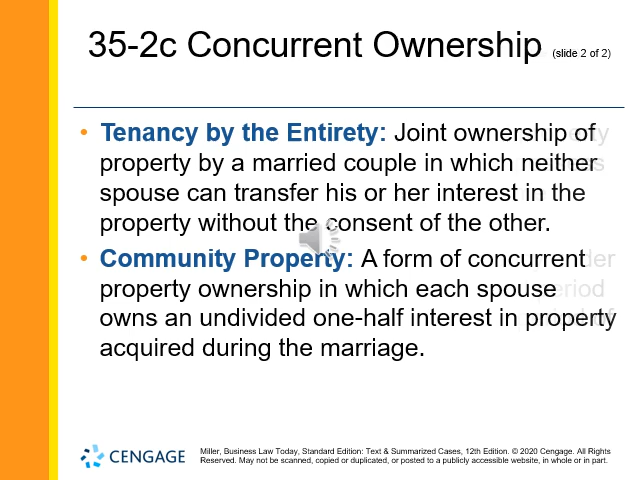 35-2c Concurrent Ownership (slide 2 of 2)
• Tenancy by the Entirety: Joint ownership of
property by a married couple in which neither
spouse can transfer his or her interest in the
property without the consent of the other.
• Community Property: A form of concurrent
property ownership in which each spouse
owns an undivided one-half interest in property
acquired during the marriage.
CENGAGE
Miller, Business Law Today, Standard Edition: Text & Summarized Cases, 12th Edition. © 2020 Cengage. All Rights
Reserved. May not be scanned, copied or duplicated, or posted to a publicly accessible website, in whole or in part.